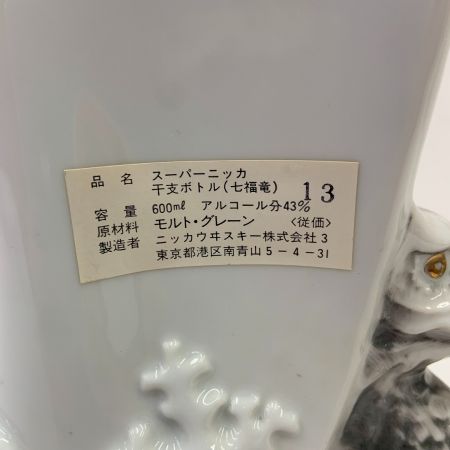 品名 スーパーニッカ
干支ボトル(七福竜) 13
容量 600ml アルコール分43%
原材料 モルト・グレーン 〈従価〉
製造者 ニッカウヰスキー株式会社3
東京都港区南青山5-4-31